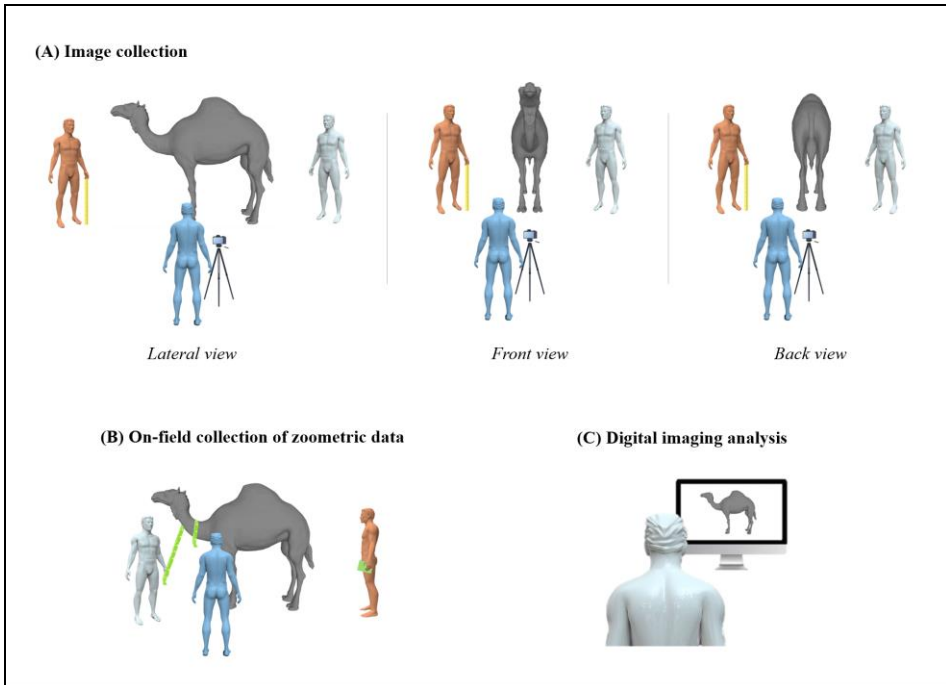 (A) Image collection
Lateral view
Front view
Back view
(B) On-field collection of zoometric data
(C) Digital imaging analysis